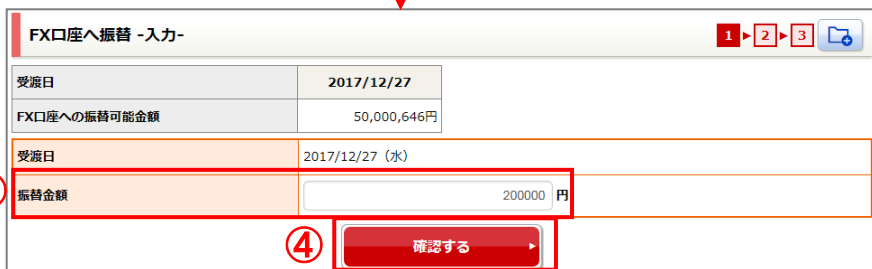 FX口座へ振替 -入力-
1 2 3
受渡日 2017/12/27
FX口座への振替可能金額 50,000,646円
受渡日 2017/12/27（水）
振替金額 200000 円
④ 確認する